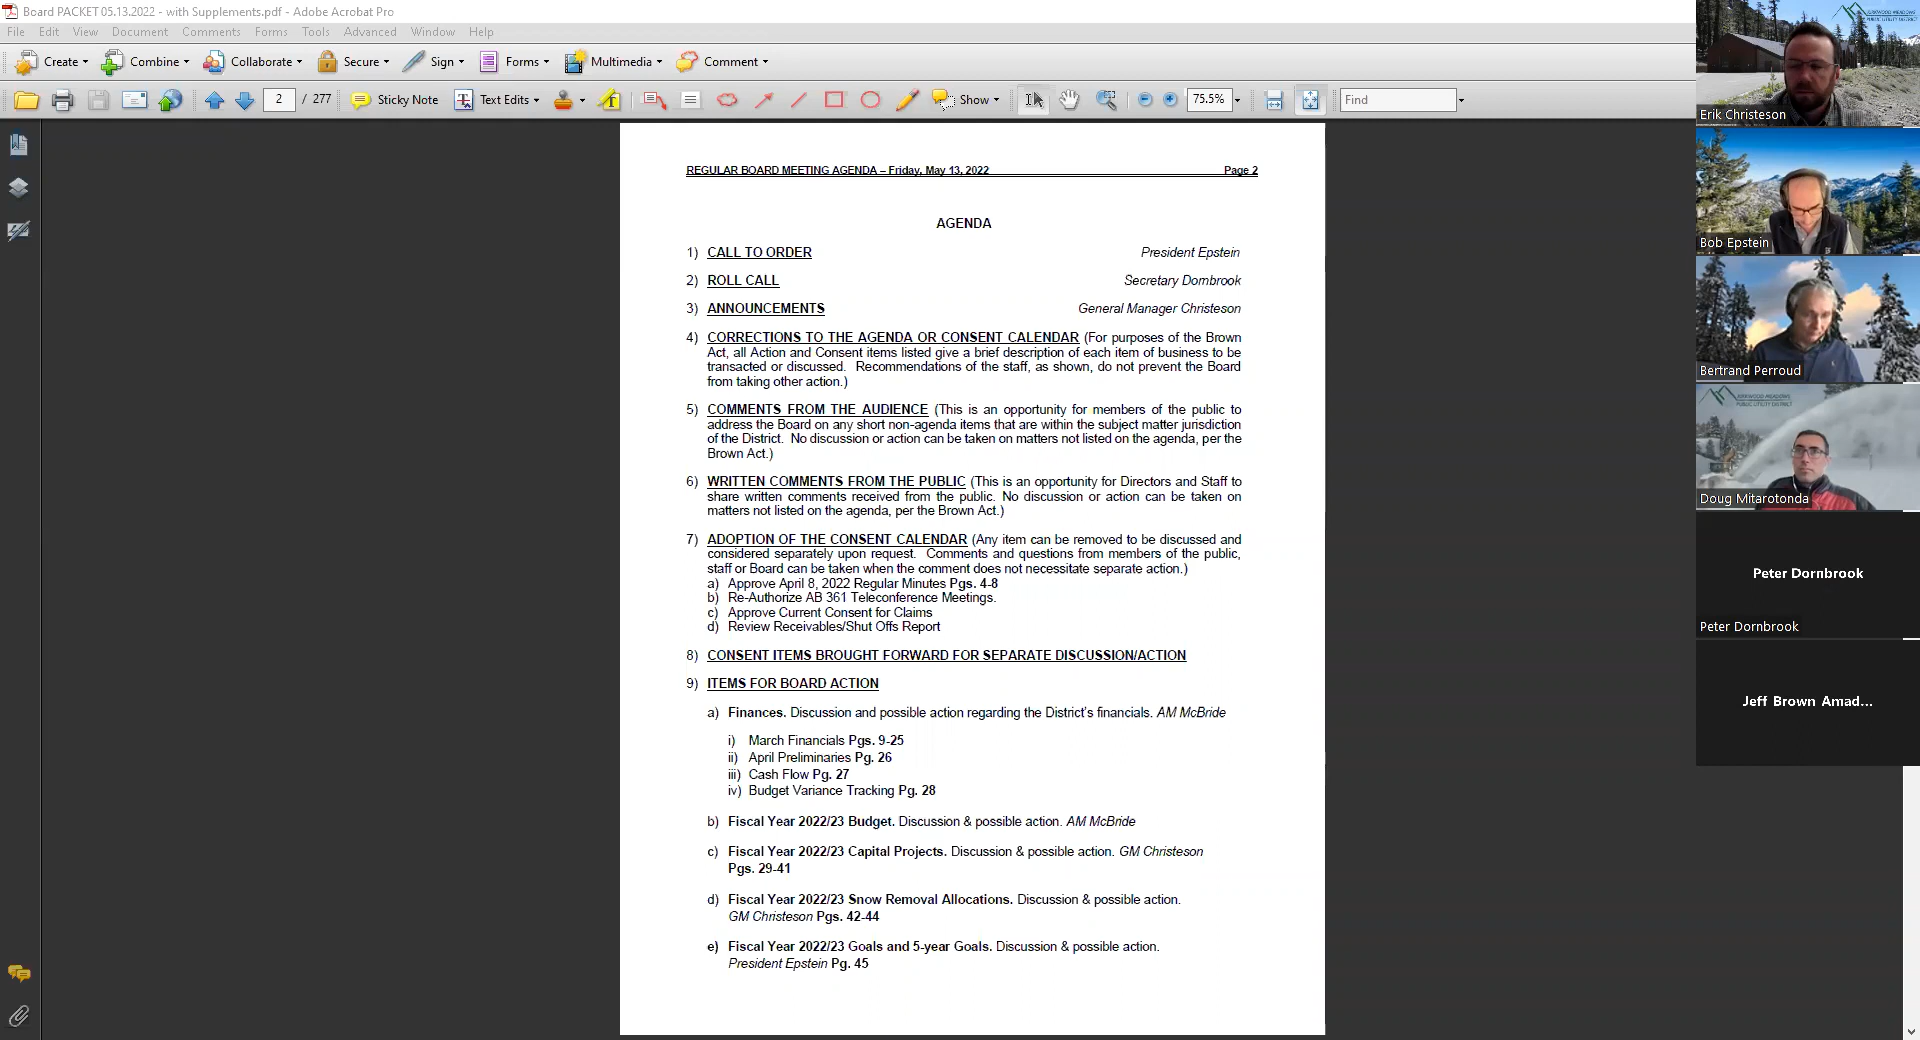 Board PACKET 05.13.2022 - with Supplements.pdf - Adobe Acrobat Pro
File Edit View Document Comments Forms Tools Advanced Window Help
Create Combine Collaborate Secure Sign Forms Multimedia Comment
2 / 277 Sticky Note Text Edits Show 75.5% Find
REGULAR BOARD MEETING AGENDA – Friday, May 13, 2022 Page 2
AGENDA
1) CALL TO ORDER President Epstein
2) ROLL CALL Secretary Dornbrook
3) ANNOUNCEMENTS General Manager Christeson
4) CORRECTIONS TO THE AGENDA OR CONSENT CALENDAR (For purposes of the Brown
Act, all Action and Consent items listed give a brief description of each item of business to be
transacted or discussed. Recommendations of the staff, as shown, do not prevent the Board
from taking other action.)
5) COMMENTS FROM THE AUDIENCE (This is an opportunity for members of the public to
address the Board on any short non-agenda items that are within the subject matter jurisdiction
of the District. No discussion or action can be taken on matters not listed on the agenda, per the
Brown Act.)
6) WRITTEN COMMENTS FROM THE PUBLIC (This is an opportunity for Directors and Staff to
share written comments received from the public. No discussion or action can be taken on
matters not listed on the agenda, per the Brown Act.)
7) ADOPTION OF THE CONSENT CALENDAR (Any item can be removed to be discussed and
considered separately upon request. Comments and questions from members of the public,
staff or Board can be taken when the comment does not necessitate separate action.)
a) Approve April 8, 2022 Regular Minutes Pgs. 4-8
b) Re-Authorize AB 361 Teleconference Meetings.
c) Approve Current Consent for Claims
d) Review Receivables/Shut Offs Report
8) CONSENT ITEMS BROUGHT FORWARD FOR SEPARATE DISCUSSION/ACTION
9) ITEMS FOR BOARD ACTION
a) Finances. Discussion and possible action regarding the District's financials. AM McBride
i) March Financials Pgs. 9-25
ii) April Preliminaries Pg. 26
iii) Cash Flow Pg. 27
iv) Budget Variance Tracking Pg. 28
b) Fiscal Year 2022/23 Budget. Discussion & possible action. AM McBride
c) Fiscal Year 2022/23 Capital Projects. Discussion & possible action. GM Christeson
Pgs. 29-41
d) Fiscal Year 2022/23 Snow Removal Allocations. Discussion & possible action.
GM Christeson Pgs. 42-44
e) Fiscal Year 2022/23 Goals and 5-year Goals. Discussion & possible action.
President Epstein Pg. 45
KIRKWOOD MEADOWS
PUBLIC UTILITY DISTRICT
Erik Christeson
Bob Epstein
Bertrand Perroud
KIRKWOOD MEADOWS
PUBLIC UTILITY DISTRICT
Doug Mitarotonda
Peter Dornbrook
Peter Dornbrook
Jeff Brown Amad...